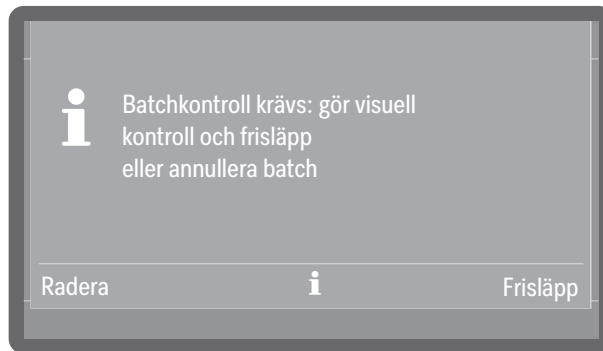 Batchkontroll krävs: gör visuell
kontroll och frisläpp
eller annullera batch
Radera
Frisläpp